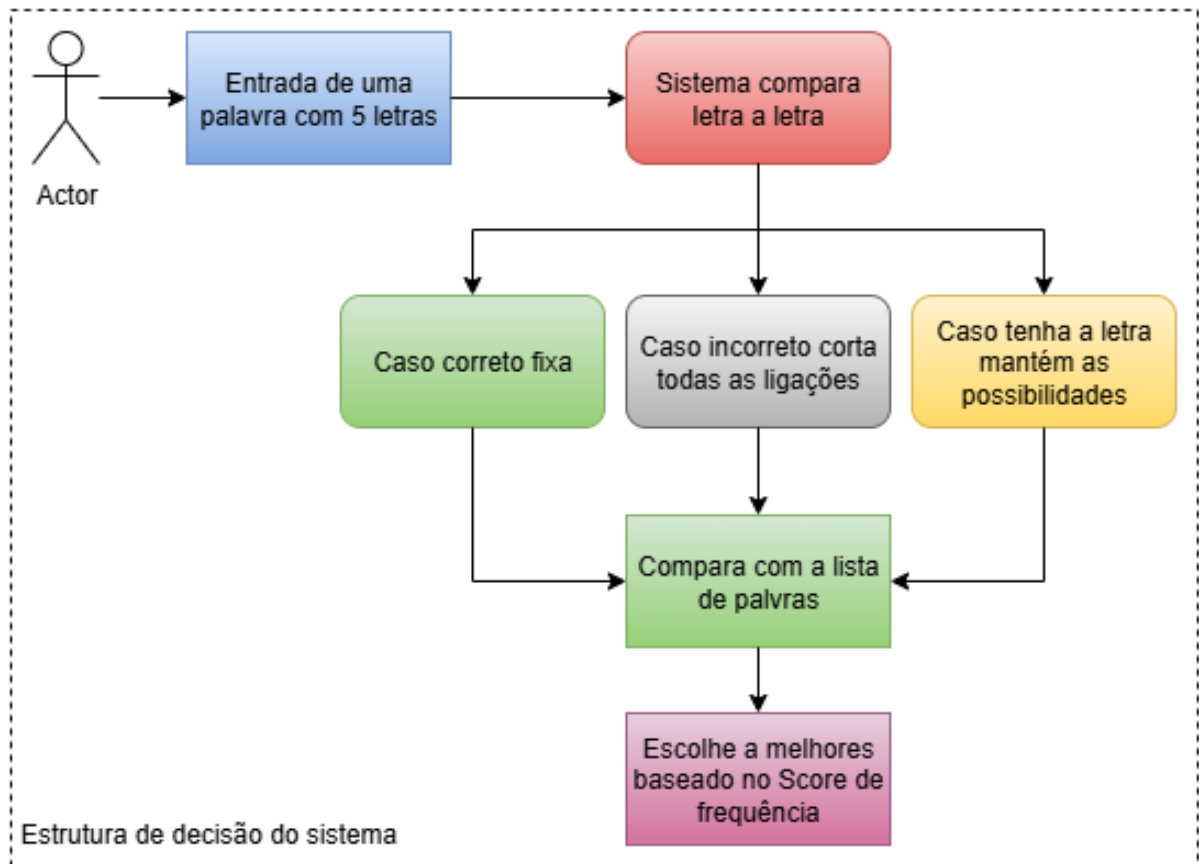 Entrada de uma
palavra com 5 letras
Sistema compara
letra a letra
Actor
Caso correto fixa
Caso incorreto corta
todas as ligações
Caso tenha a letra
mantém as
possibilidades
Compara com a lista
de palvras
Escolhe a melhores
baseado no Score de
frequência
Estrutura de decisão do sistema